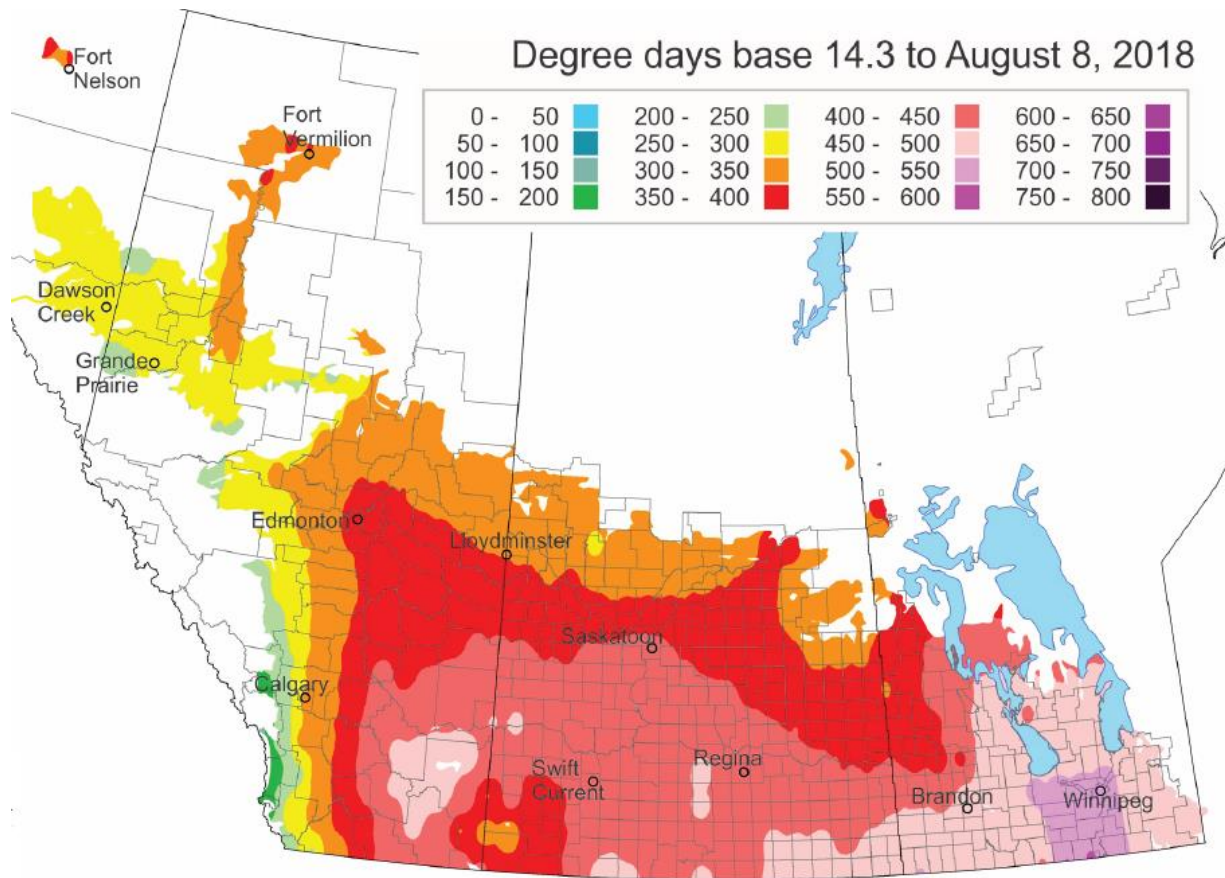 Degree days base 14.3 to August 8, 2018
0 - 50
50 - 100
100 - 150
150 - 200
200 - 250
250 - 300
300 - 350
350 - 400
400 - 450
450 - 500
500 - 550
550 - 600
600 - 650
650 - 700
700 - 750
750 - 800
Fort
Nelson
Fort
Vermilion
Dawson
Creek
Grande
Prairie
Edmonton
Lloydminster
Saskatoon
Calgary
Swift
Current
Regina
Brandon
Winnipeg